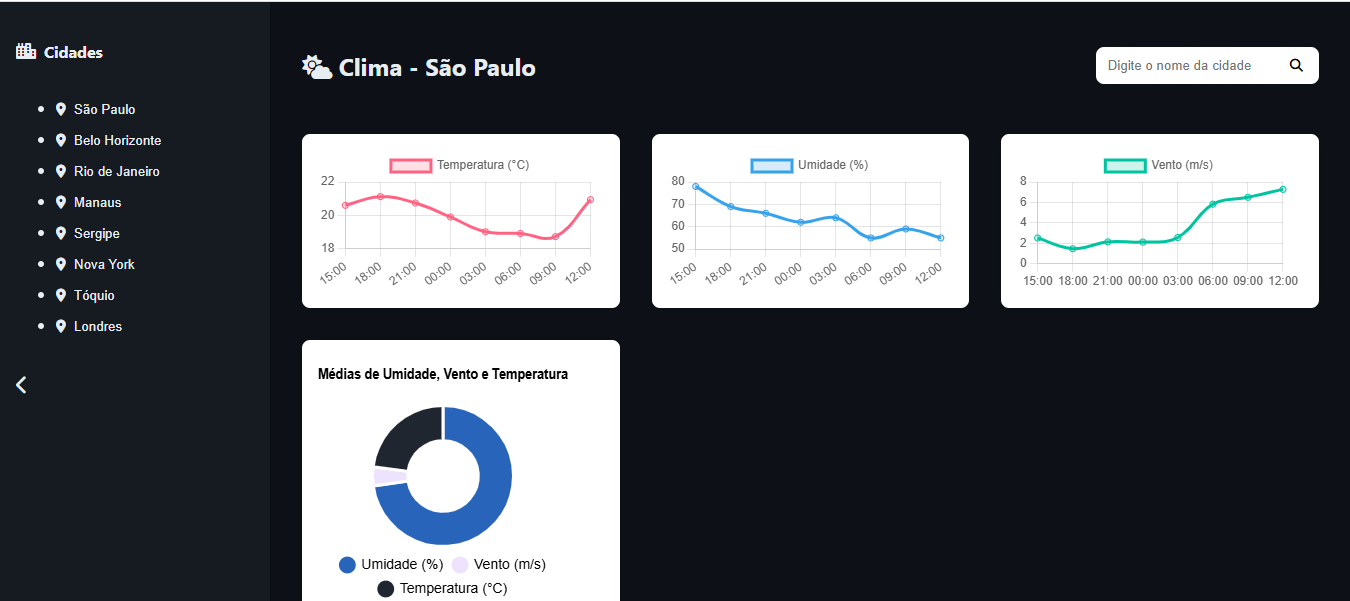 Cidades
São Paulo
Belo Horizonte
Rio de Janeiro
Manaus
Sergipe
Nova York
Tóquio
Londres
Clima - São Paulo
Digite o nome da cidade
Temperatura (°C)
22
20
18
15:00 18:00 21:00 00:00 03:00 06:00 09:00 12:00
Umidade (%)
80
70
60
50
15:00 18:00 21:00 00:00 03:00 06:00 09:00 12:00
Vento (m/s)
8
6
4
2
0
15:00 18:00 21:00 00:00 03:00 06:00 09:00 12:00
Médias de Umidade, Vento e Temperatura
Umidade (%) Vento (m/s)
Temperatura (°C)